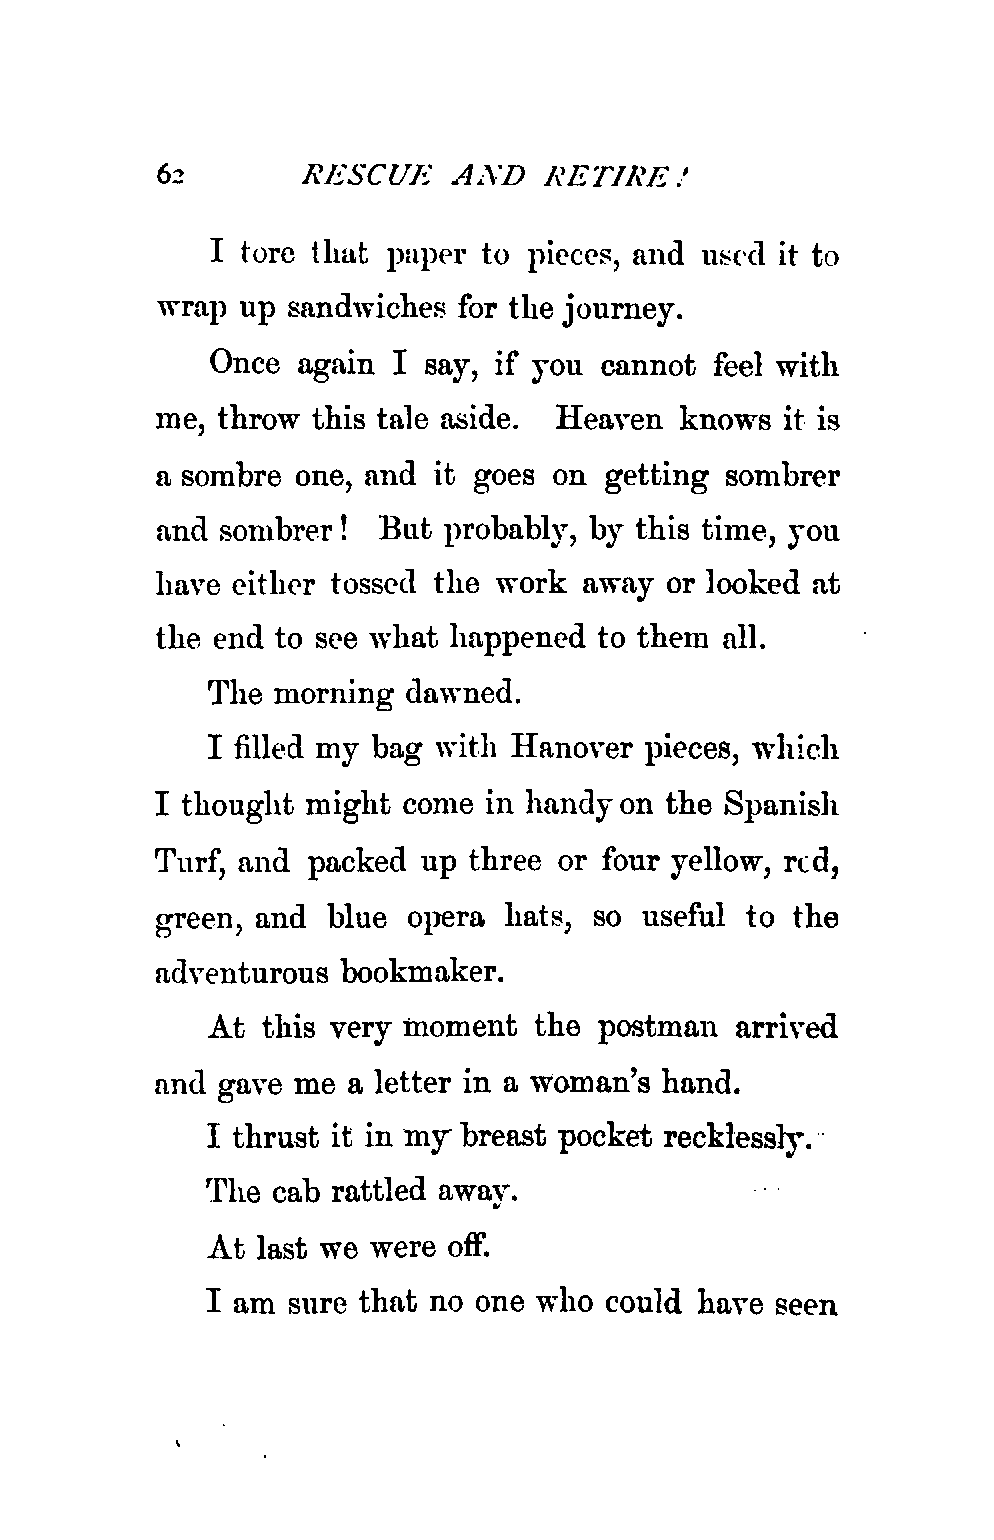 62 RESCUE AND RETIRE!
I tore that paper to pieces, and used it to
wrap up sandwiches for the journey.
Once again I say, if you cannot feel with
me, throw this tale aside. Heaven knows it is
a sombre one, and it goes on getting sombrer
and sombrer! But probably, by this time, you
have either tossed the work away or looked at
the end to see what happened to them all.
The morning dawned.
I filled my bag with Hanover pieces, which
I thought might come in handy on the Spanish
Turf, and packed up three or four yellow, red,
green, and blue opera hats, so useful to the
adventurous bookmaker.
At this very moment the postman arrived
and gave me a letter in a woman's hand.
I thrust it in my breast pocket recklessly.
The cab rattled away.
At last we were off.
I am sure that no one who could have seen